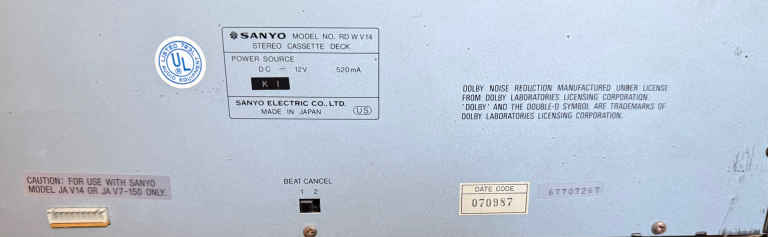 SANYO MODEL NO. RD W V14
STEREO CASSETTE DECK
POWER SOURCE
DC ⎓ 12V 520mA
K 1
SANYO ELECTRIC CO., LTD.
MADE IN JAPAN US
LISTED
UL
DOLBY NOISE REDUCTION MANUFACTURED UNDER LICENSE
FROM DOLBY LABORATORIES LICENSING CORPORATION.
'DOLBY' AND THE DOUBLE-D SYMBOL ARE TRADEMARKS OF
DOLBY LABORATORIES LICENSING CORPORATION.
CAUTION: FOR USE WITH SANYO
MODEL JA V14 OR JA V7-150 ONLY.
BEAT CANCEL
1 2
DATE CODE
070987
67707267